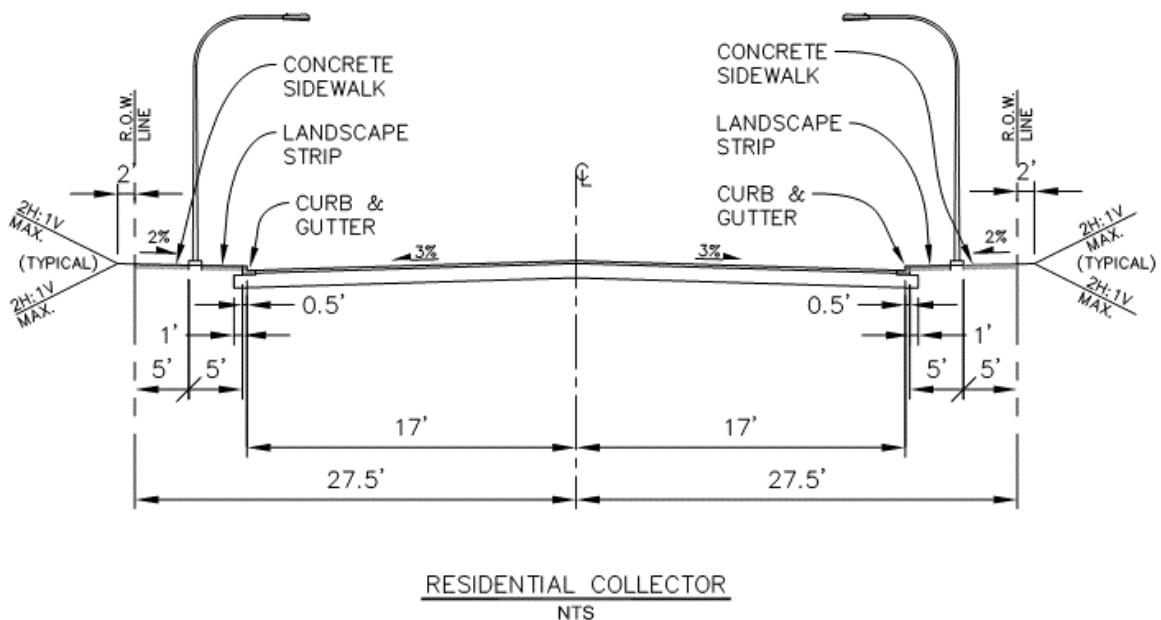 CONCRETE
SIDEWALK
CONCRETE
SIDEWALK
R.O.W.
LINE
R.O.W.
LINE
LANDSCAPE
STRIP
LANDSCAPE
STRIP
2'
℄
2'
CURB &
GUTTER
CURB &
GUTTER
2H:1V
MAX.
2H:1V
MAX.
2%
3%
3%
2%
(TYPICAL)
(TYPICAL)
2H:1V
MAX.
2H:1V
MAX.
0.5'
0.5'
1'
1'
5'
5'
5'
5'
17'
17'
27.5'
27.5'
RESIDENTIAL COLLECTOR
NTS